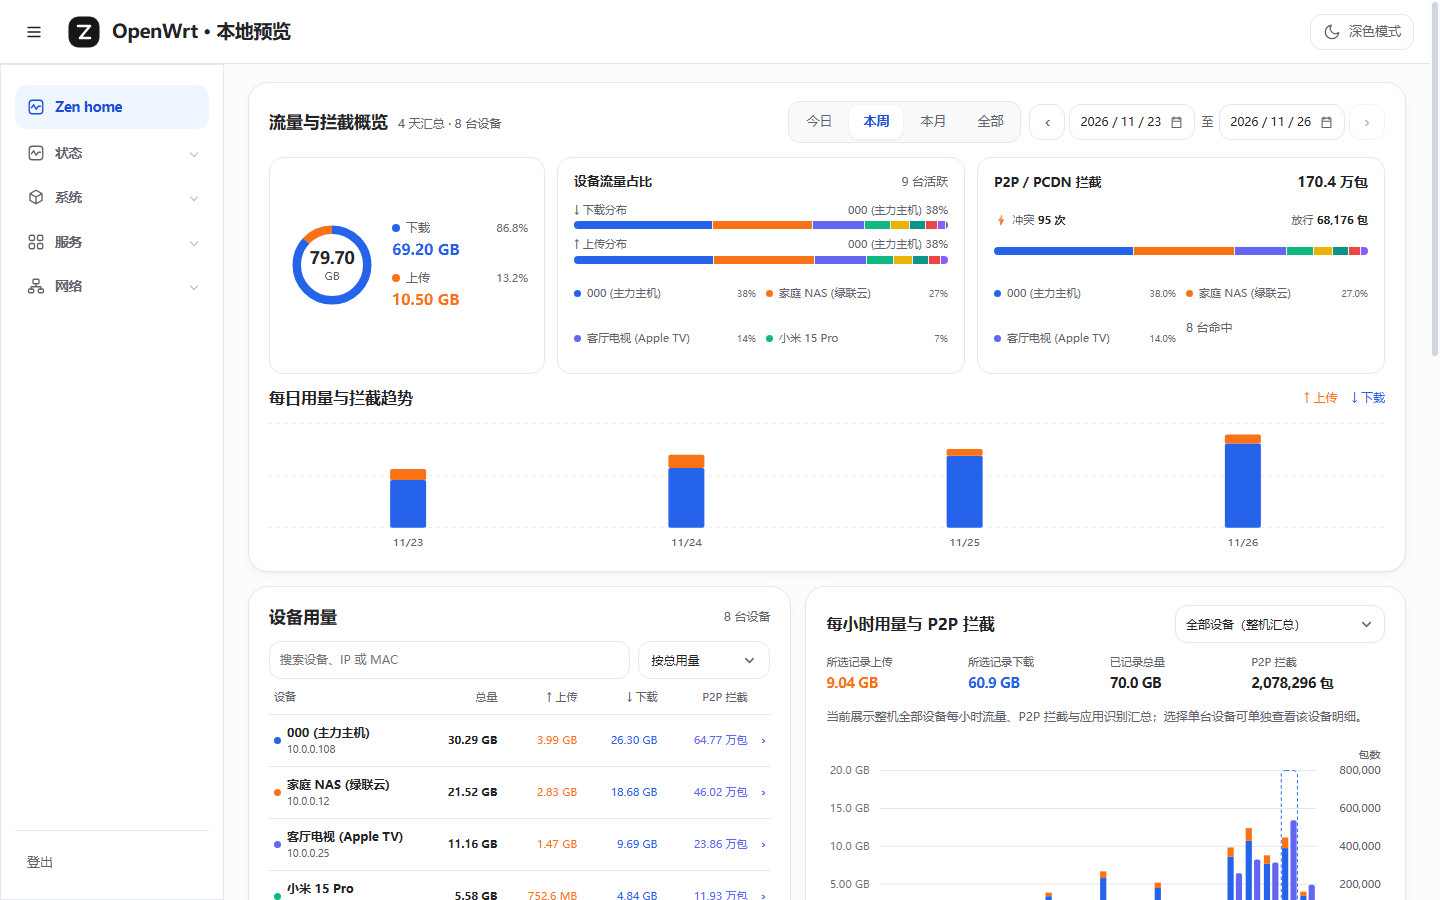 OpenWrt • 本地预览
深色模式
Zen home
状态
系统
服务
网络
登出
流量与拦截概览 4 天汇总 · 8 台设备
今日 本周 本月 全部
‹ 2026 / 11 / 23 至 2026 / 11 / 26 ›
79.70
GB
下载 86.8%
69.20 GB
上传 13.2%
10.50 GB
设备流量占比 9 台活跃
↓下载分布 000 (主力主机) 38%
↑上传分布 000 (主力主机) 38%
000 (主力主机) 38% 家庭 NAS (绿联云) 27%
客厅电视 (Apple TV) 14% 小米 15 Pro 7%
P2P / PCDN 拦截 170.4 万包
冲突 95 次 放行 68,176 包
000 (主力主机) 38.0% 家庭 NAS (绿联云) 27.0%
客厅电视 (Apple TV) 14.0% 8 台命中
每日用量与拦截趋势 ↑上传 ↓下载
11/23 11/24 11/25 11/26
设备用量 8 台设备
搜索设备、IP 或 MAC 按总用量
设备 总量 ↑上传 ↓下载 P2P 拦截
000 (主力主机) 30.29 GB 3.99 GB 26.30 GB 64.77 万包 ›
10.0.0.108
家庭 NAS (绿联云) 21.52 GB 2.83 GB 18.68 GB 46.02 万包 ›
10.0.0.12
客厅电视 (Apple TV) 11.16 GB 1.47 GB 9.69 GB 23.86 万包 ›
10.0.0.25
小米 15 Pro 5.58 GB 752.6 MB 4.84 GB 11.93 万包 ›
每小时用量与 P2P 拦截 全部设备（整机汇总）
所选记录上传 所选记录下载 已记录总量 P2P 拦截
9.04 GB 60.9 GB 70.0 GB 2,078,296 包
当前展示整机全部设备每小时流量、P2P 拦截与应用识别汇总；选择单台设备可单独查看该设备明细。
包数
20.0 GB 800,000
15.0 GB 600,000
10.0 GB 400,000
5.00 GB 200,000